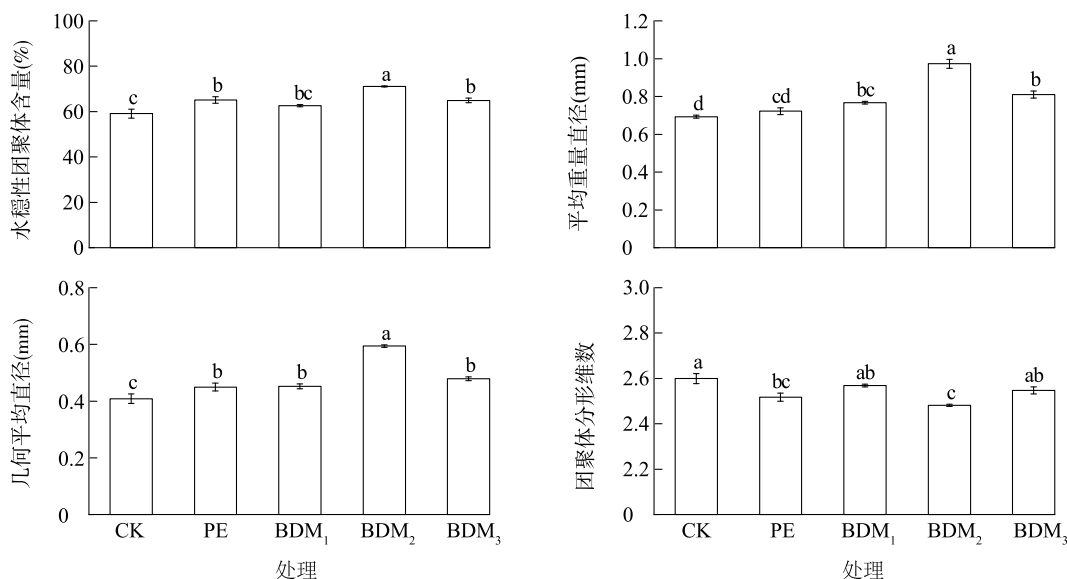 水稳性团聚体含量(%)
100
80
60
40
20
0
c
b
bc
a
b
平均重量直径(mm)
1.2
1.0
0.8
0.6
0.4
0.2
0
d
cd
bc
a
b
几何平均直径(mm)
0.8
0.6
0.4
0.2
0
c
b
b
a
b
CK PE BDM₁ BDM₂ BDM₃
处理
团聚体分形维数
3.0
2.8
2.6
2.4
2.2
0
a
bc
ab
c
ab
CK PE BDM₁ BDM₂ BDM₃
处理